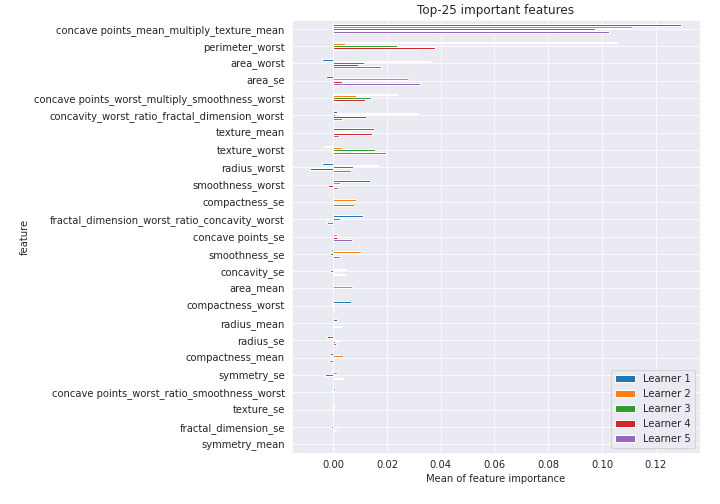 Top-25 important features
concave points_mean_multiply_texture_mean
perimeter_worst
area_worst
area_se
concave points_worst_multiply_smoothness_worst
concavity_worst_ratio_fractal_dimension_worst
texture_mean
texture_worst
radius_worst
smoothness_worst
compactness_se
fractal_dimension_worst_ratio_concavity_worst
concave points_se
smoothness_se
concavity_se
area_mean
compactness_worst
radius_mean
radius_se
compactness_mean
symmetry_se
concave points_worst_ratio_smoothness_worst
texture_se
fractal_dimension_se
symmetry_mean
feature
Learner 1
Learner 2
Learner 3
Learner 4
Learner 5
0.00 0.02 0.04 0.06 0.08 0.10 0.12
Mean of feature importance